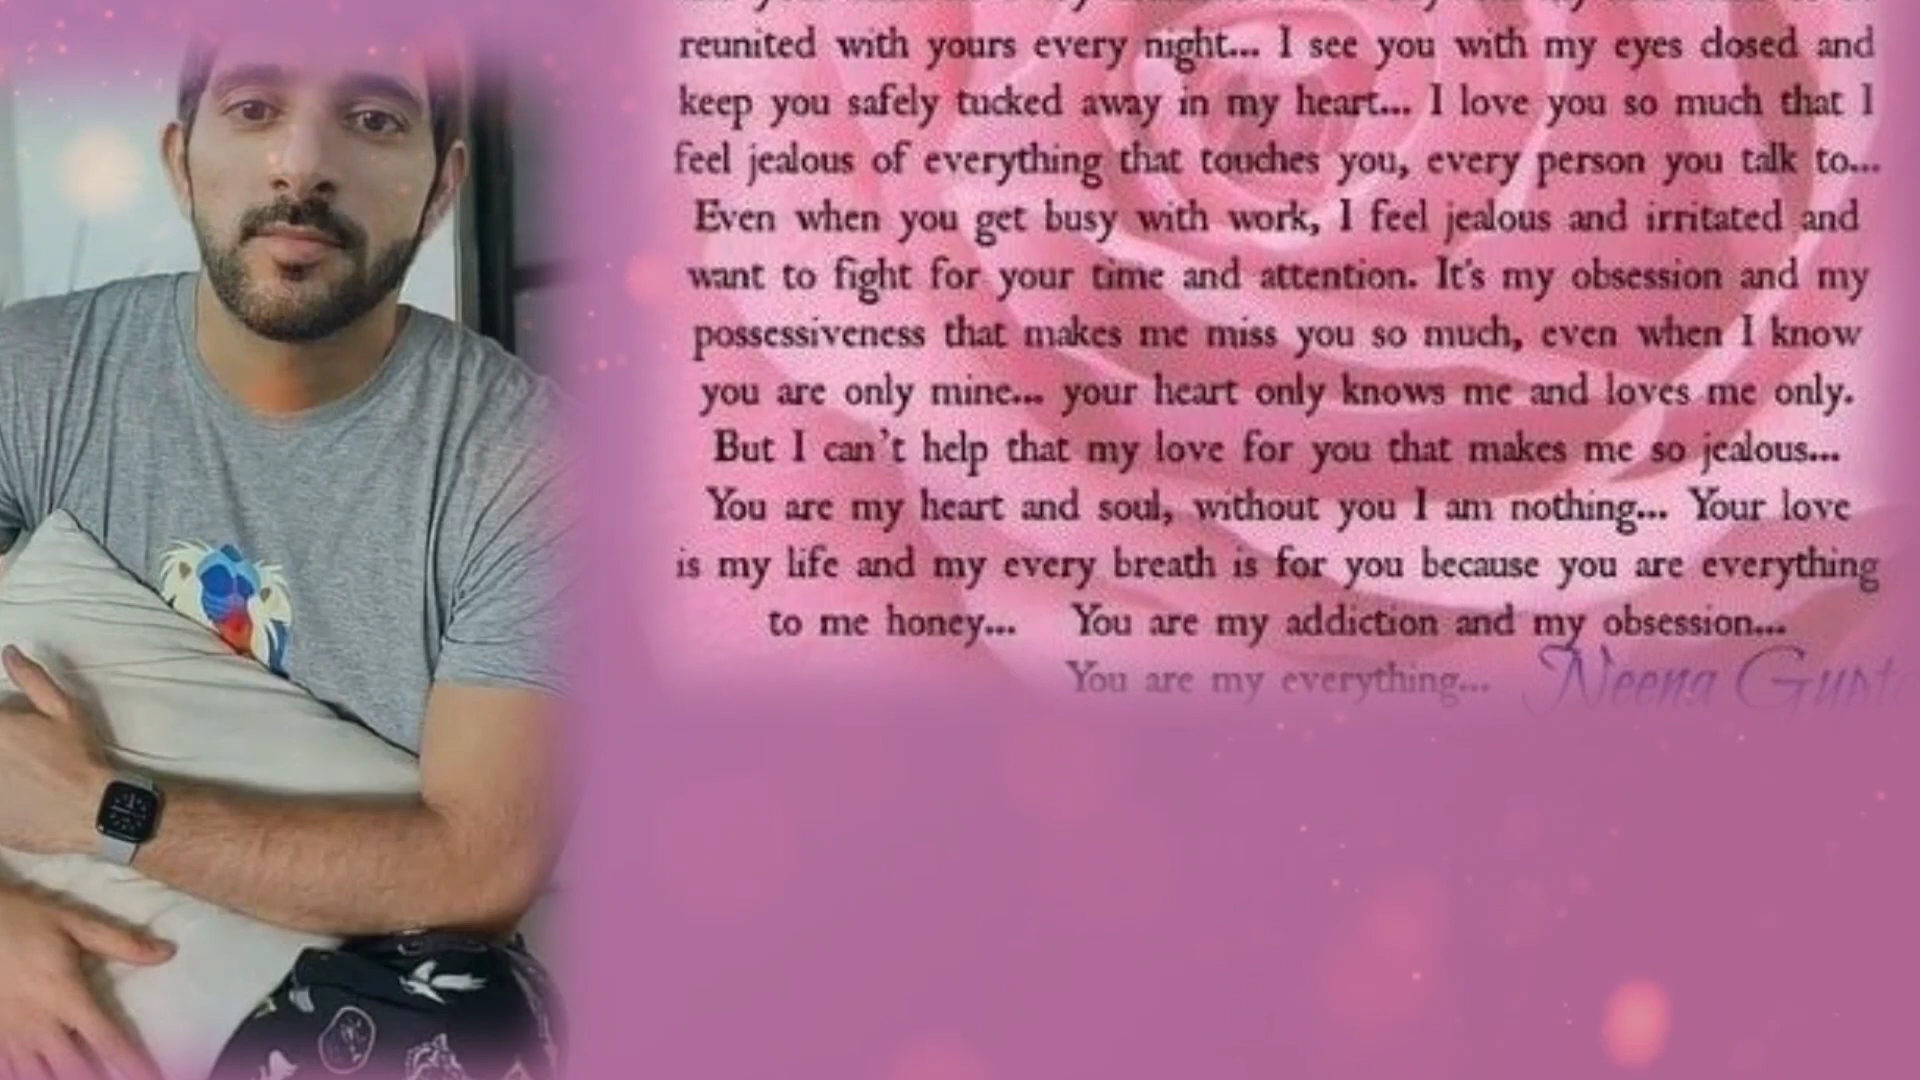 reunited with yours every night... I see you with my eyes closed and
keep you safely tucked away in my heart... I love you so much that I
feel jealous of everything that touches you, every person you talk to...
Even when you get busy with work, I feel jealous and irritated and
want to fight for your time and attention. It's my obsession and my
possessiveness that makes me miss you so much, even when I know
you are only mine... your heart only knows me and loves me only.
But I can't help that my love for you that makes me so jealous...
You are my heart and soul, without you I am nothing... Your love
is my life and my every breath is for you because you are everything
to me honey... You are my addiction and my obsession...
You are my everything... Neena Gupta